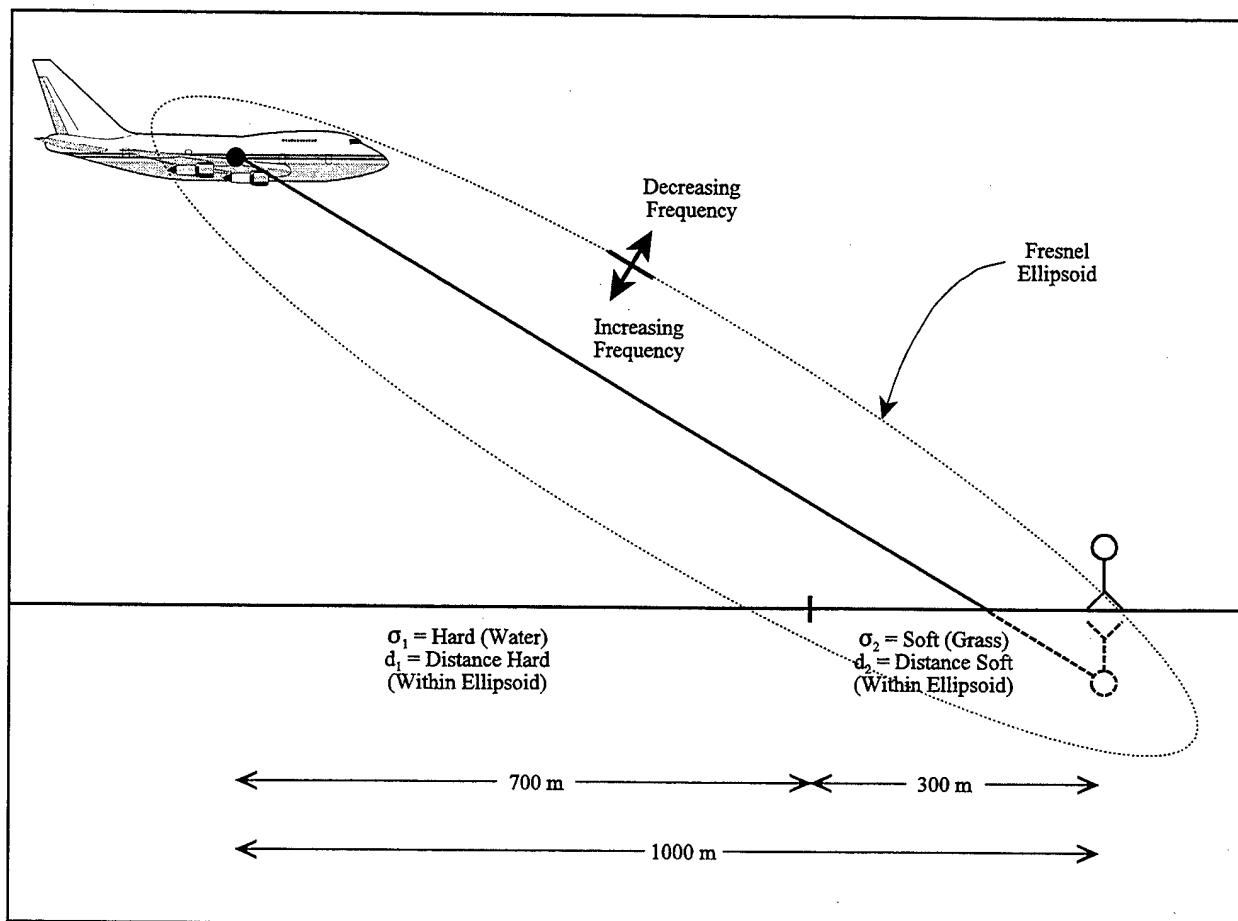 Decreasing
Frequency
Fresnel
Ellipsoid
Increasing
Frequency
σ₁ = Hard (Water)
d₁ = Distance Hard
(Within Ellipsoid)
σ₂ = Soft (Grass)
d₂ = Distance Soft
(Within Ellipsoid)
700 m
300 m
1000 m